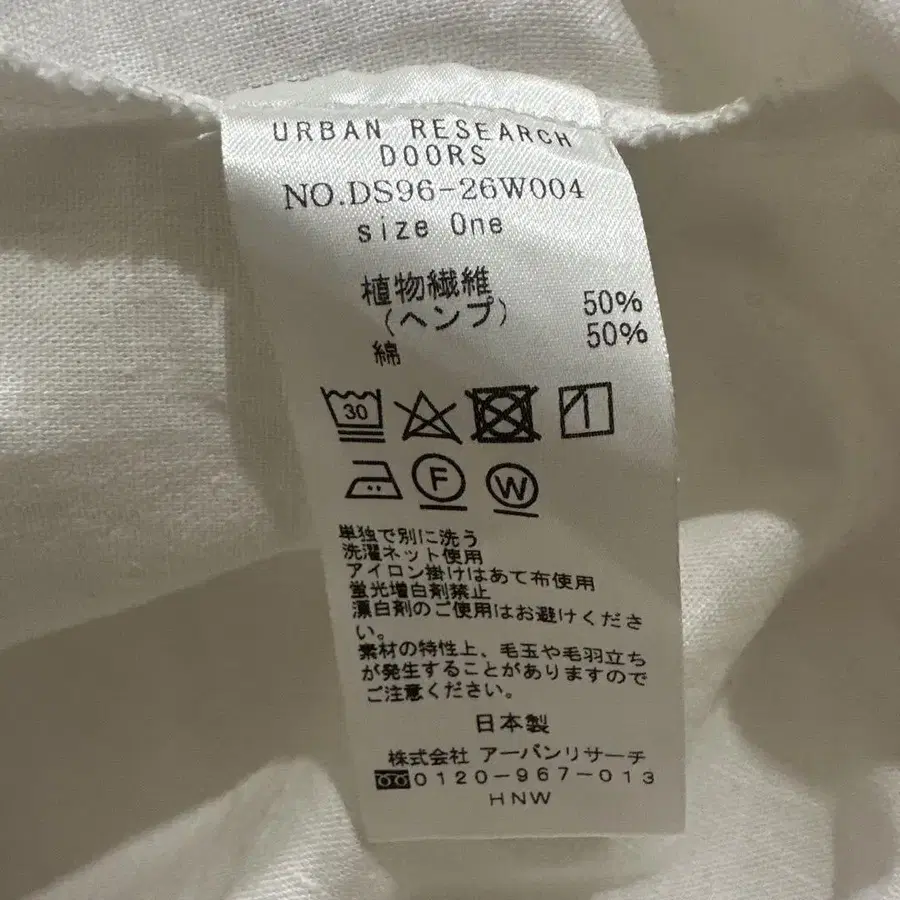 URBAN RESEARCH
DOORS
NO.DS96-26W004
size One
植物繊維
(ヘンプ) 50%
綿 50%
30
F W
単独で別に洗う
洗濯ネット使用
アイロン掛けはあて布使用
蛍光増白剤禁止
漂白剤のご使用はお避けくださ
い。
素材の特性上、毛玉や毛羽立ち
が発生することがありますので
ご注意ください。
日本製
株式会社 アーバンリサーチ
0120-967-013
HNW